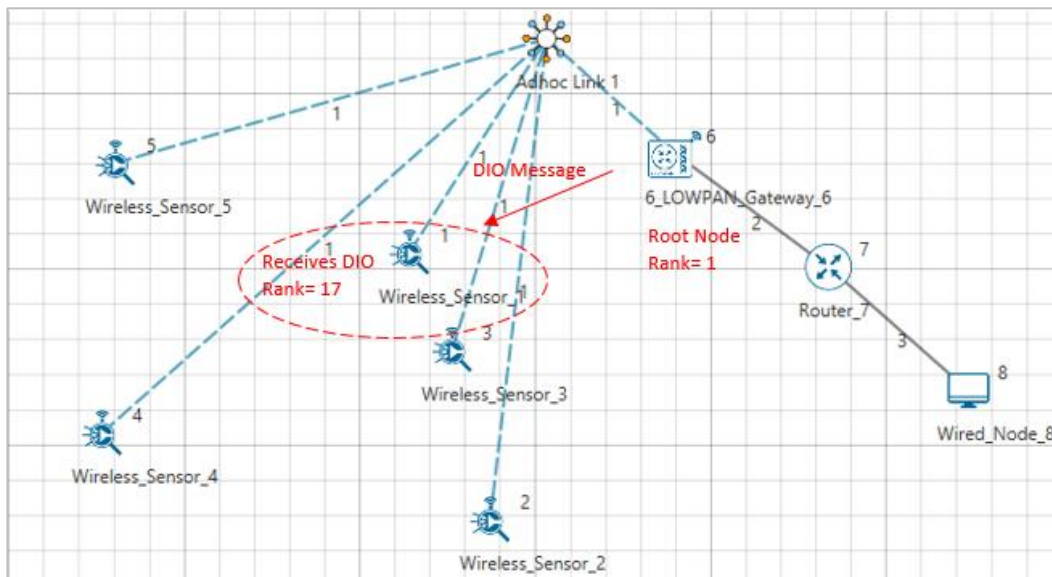 Adhoc Link 1
1
1
5
6
Wireless_Sensor_5
1
DIO Message
6_LOWPAN_Gateway_6
1
2
Root Node
Rank= 1
7
1
1
Receives DIO
Rank= 17
Wireless_Sensor_1
1
Router_7
3
3
8
Wireless_Sensor_3
4
Wired_Node_8
Wireless_Sensor_4
2
Wireless_Sensor_2